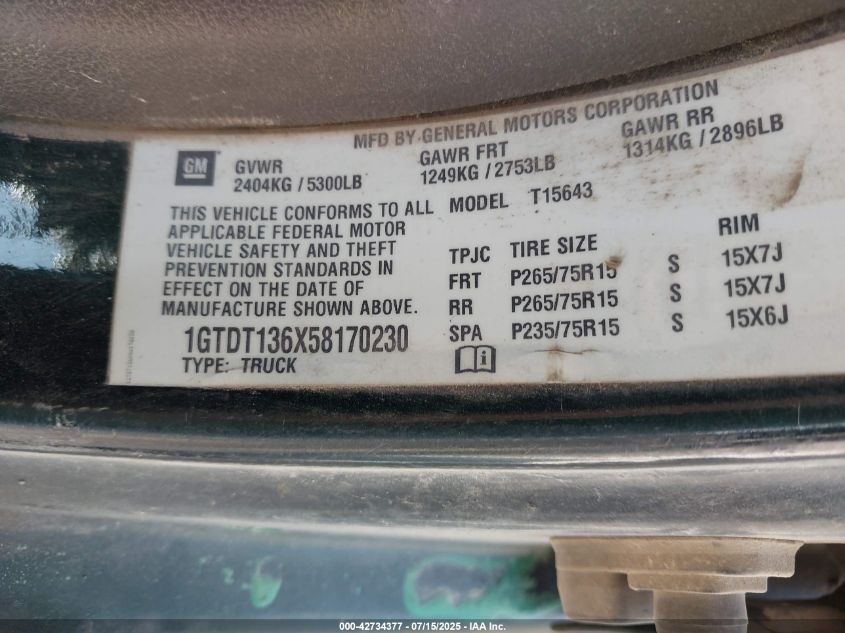 MFD BY GENERAL MOTORS CORPORATION
GM
GVWR GAWR FRT GAWR RR
2404KG / 5300LB 1249KG / 2753LB 1314KG / 2896LB
THIS VEHICLE CONFORMS TO ALL
APPLICABLE FEDERAL MOTOR
VEHICLE SAFETY AND THEFT
PREVENTION STANDARDS IN
EFFECT ON THE DATE OF
MANUFACTURE SHOWN ABOVE.
1GTDT136X58170230
TYPE: TRUCK
MODEL T15643
TPJC TIRE SIZE RIM
FRT P265/75R15 S 15X7J
RR P265/75R15 S 15X7J
SPA P235/75R15 S 15X6J
000-42734377 - 07/15/2025 - IAA Inc.